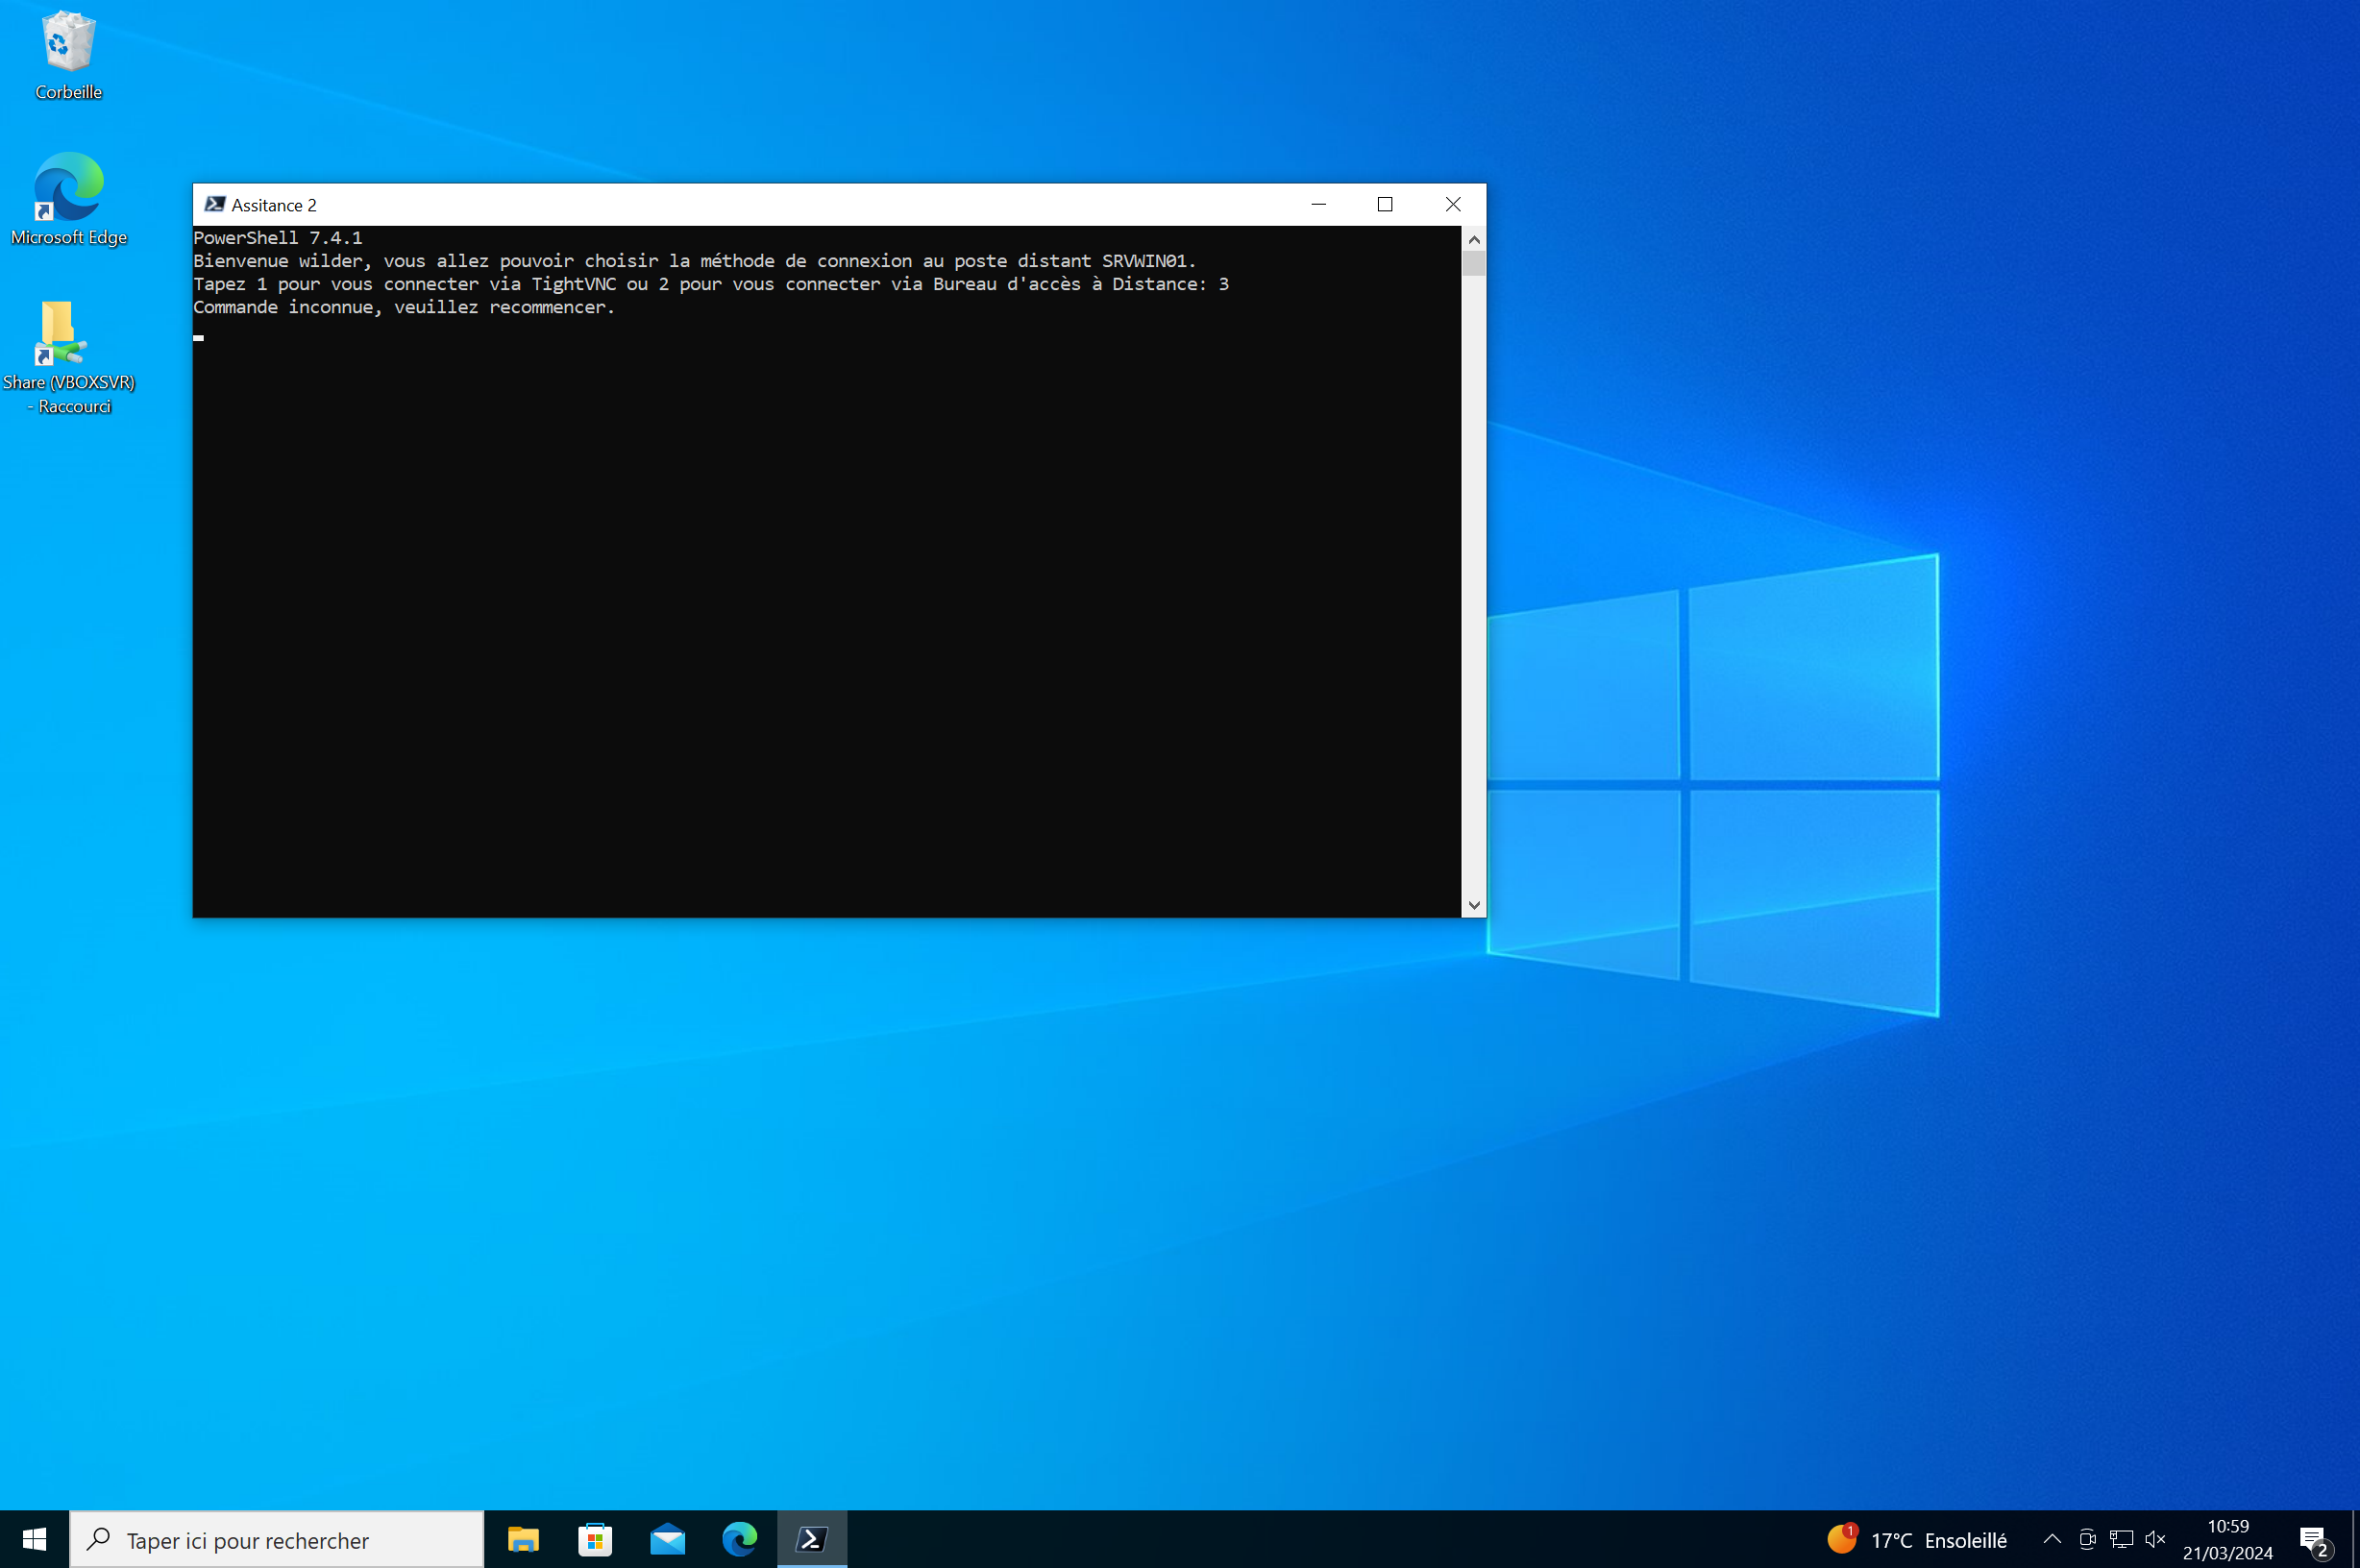 Corbeille
Microsoft Edge
Share (VBOXSVR)
- Raccourci
Assitance 2
PowerShell 7.4.1
Bienvenue wilder, vous allez pouvoir choisir la méthode de connexion au poste distant SRVWIN01.
Tapez 1 pour vous connecter via TightVNC ou 2 pour vous connecter via Bureau d'accès à Distance: 3
Commande inconnue, veuillez recommencer.
Taper ici pour rechercher
1
17°C Ensoleillé
10:59
21/03/2024
2